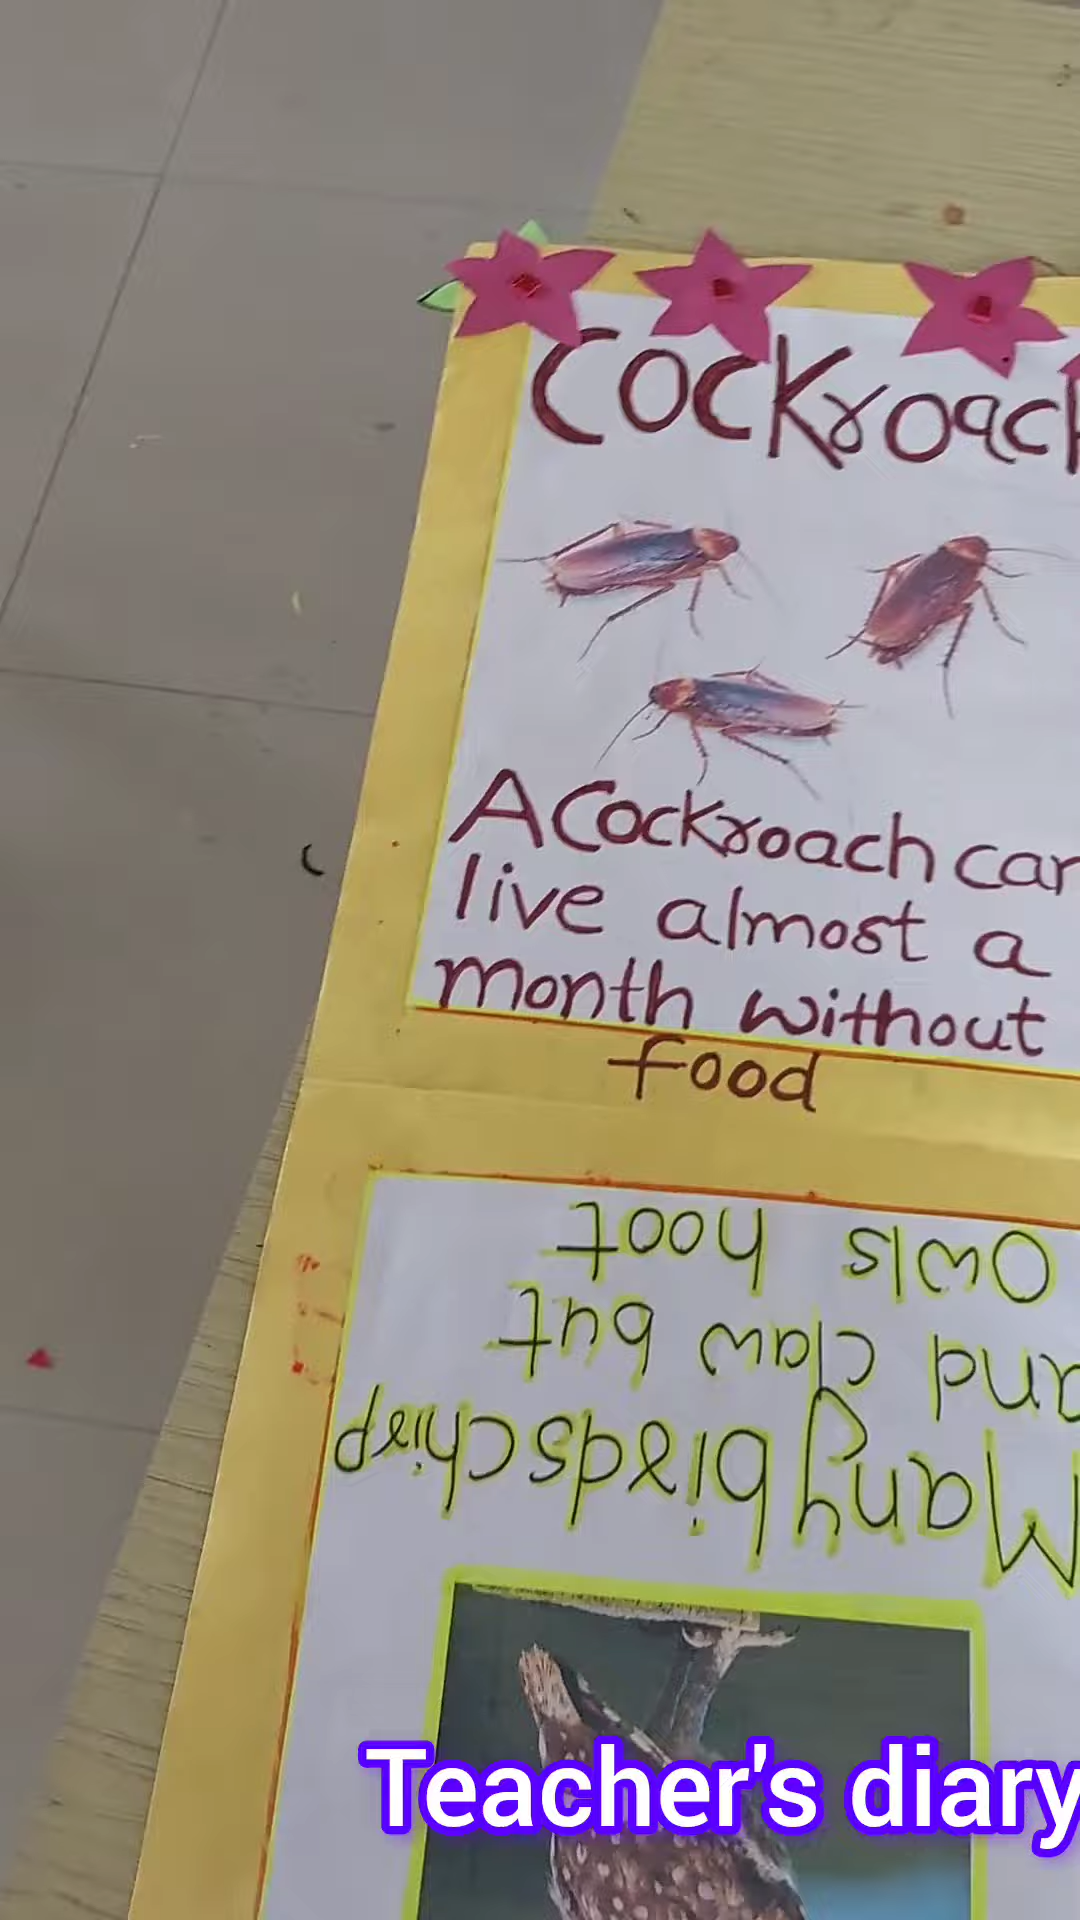 Cockroach
A Cockroach can
live almost a
month without
food
Many birds chirp
and claw but
Owls hoot
Teacher's diary